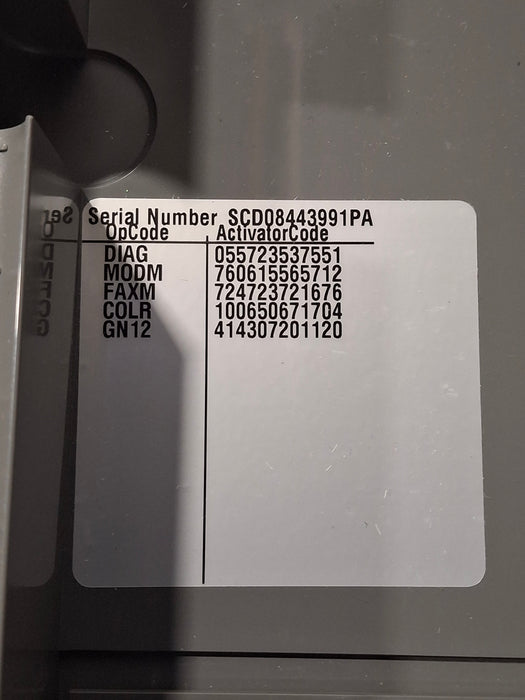 Serial Number SCD08443991PA
OpCode ActivatorCode
DIAG 055723537551
MODM 760615565712
FAXM 724723721676
COLR 100650671704
GN12 414307201120